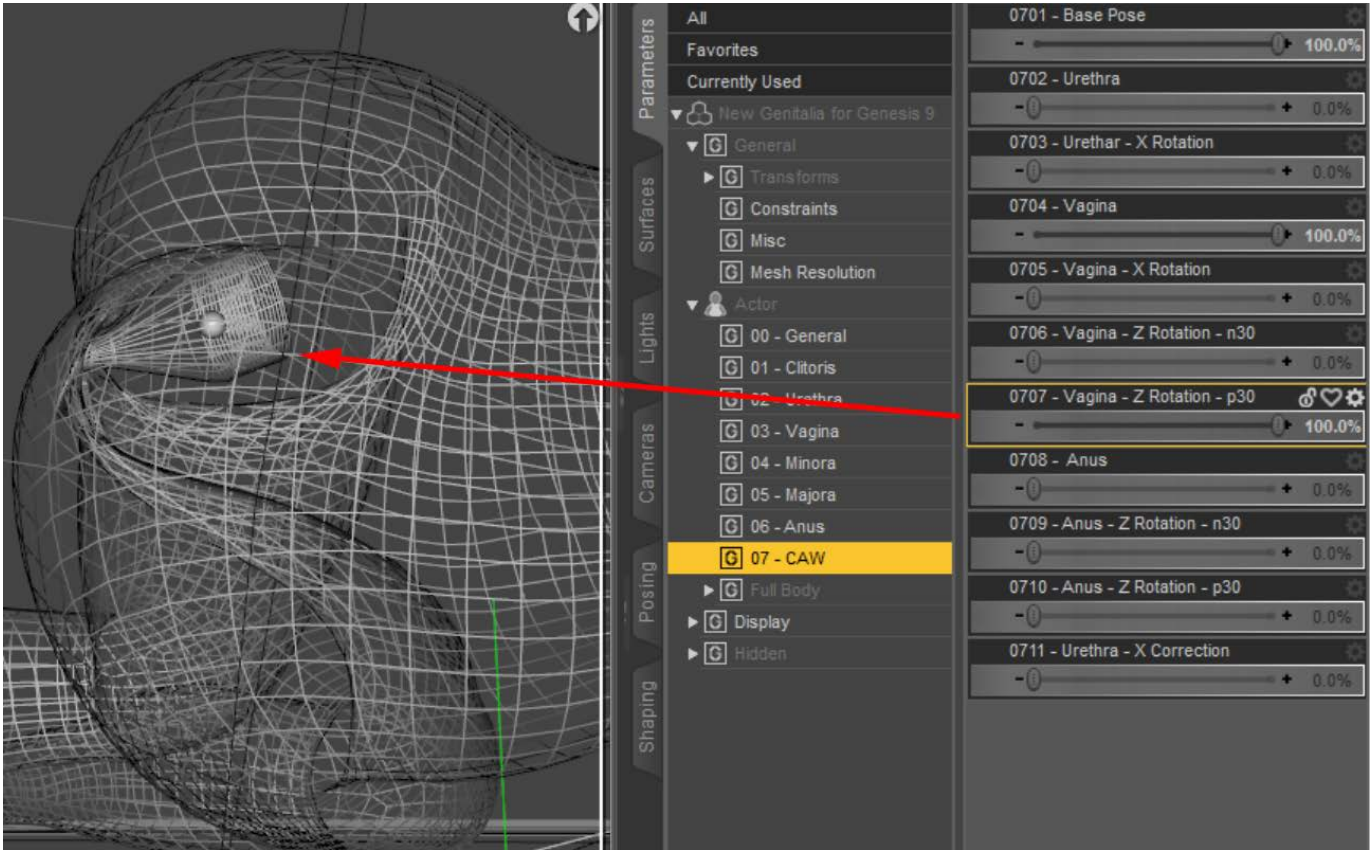 Parameters
Surfaces
Lights
Cameras
Posing
Shaping
All
Favorites
Currently Used
New Genitalia for Genesis 9
G General
G Transforms
G Constraints
G Misc
G Mesh Resolution
Actor
G 00 - General
G 01 - Clitoris
G 02 - Urethra
G 03 - Vagina
G 04 - Minora
G 05 - Majora
G 06 - Anus
G 07 - CAW
G Full Body
G Display
G Hidden
0701 - Base Pose
- + 100.0%
0702 - Urethra
- + 0.0%
0703 - Urethar - X Rotation
- + 0.0%
0704 - Vagina
- + 100.0%
0705 - Vagina - X Rotation
- + 0.0%
0706 - Vagina - Z Rotation - n30
- + 0.0%
0707 - Vagina - Z Rotation - p30
- + 100.0%
0708 - Anus
- + 0.0%
0709 - Anus - Z Rotation - n30
- + 0.0%
0710 - Anus - Z Rotation - p30
- + 0.0%
0711 - Urethra - X Correction
- + 0.0%